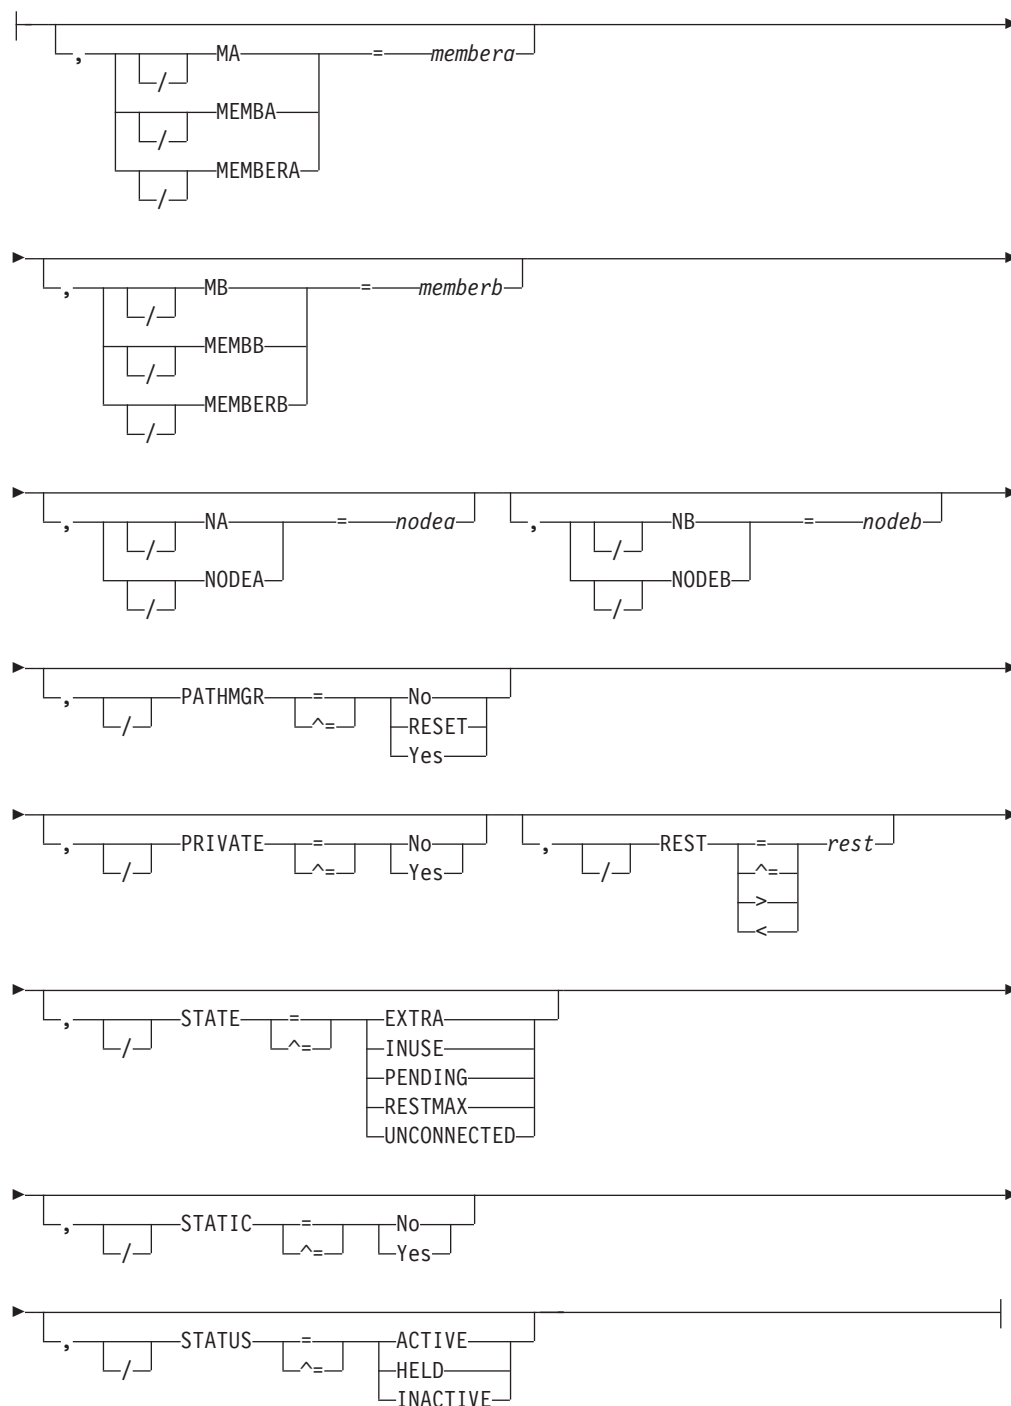 , / MA = membera
/ MEMBA
/ MEMBERA
, / MB = memberb
/ MEMBB
/ MEMBERB
, / NA = nodea , / NB = nodeb
/ NODEA / NODEB
, / PATHMGR = No
^= RESET
Yes
, / PRIVATE = No , / REST = rest
^= Yes ^=
>
<
, / STATE = EXTRA
^= INUSE
PENDING
RESTMAX
UNCONNECTED
, / STATIC = No
^= Yes
, / STATUS = ACTIVE
^= HELD
INACTIVE